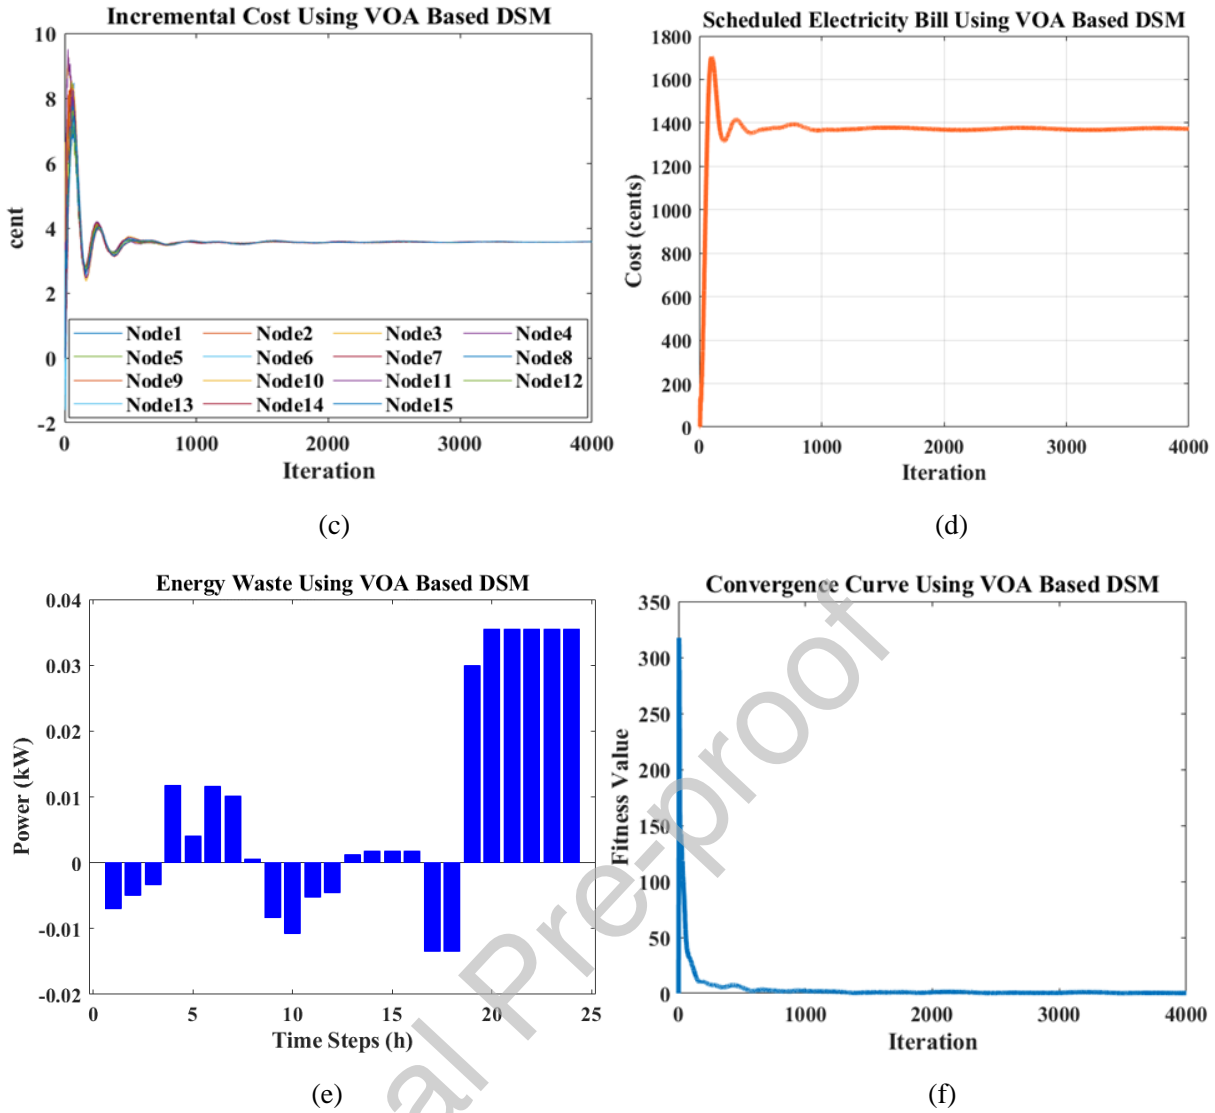 Incremental Cost Using VOA Based DSM
10
8
6
4
2
0
-2
cent
Node1 Node2 Node3 Node4
Node5 Node6 Node7 Node8
Node9 Node10 Node11 Node12
Node13 Node14 Node15
0 1000 2000 3000 4000
Iteration
(c)
Scheduled Electricity Bill Using VOA Based DSM
1800
1600
1400
1200
1000
800
600
400
200
0
Cost (cents)
0 1000 2000 3000 4000
Iteration
(d)
Energy Waste Using VOA Based DSM
0.04
0.03
0.02
0.01
0
-0.01
-0.02
Power (kW)
0 5 10 15 20 25
Time Steps (h)
(e)
Convergence Curve Using VOA Based DSM
350
300
250
200
150
100
50
0
Fitness Value
0 1000 2000 3000 4000
Iteration
(f)
al Pre-proof